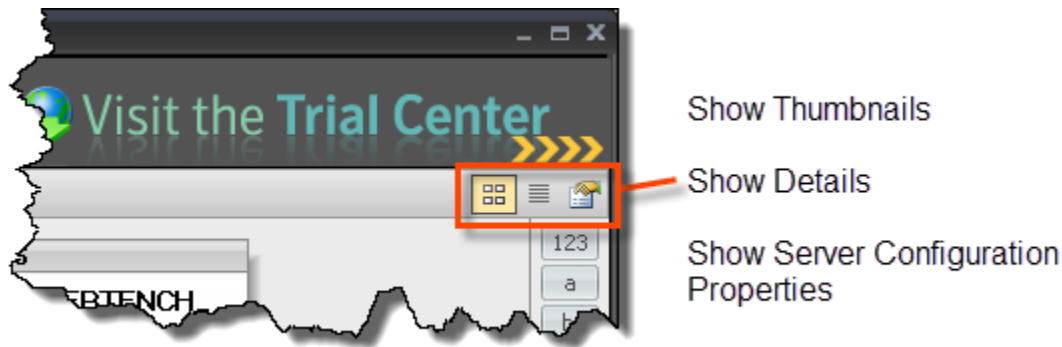 Visit the Trial Center
Show Thumbnails
Show Details
123
Show Server Configuration
Properties
a